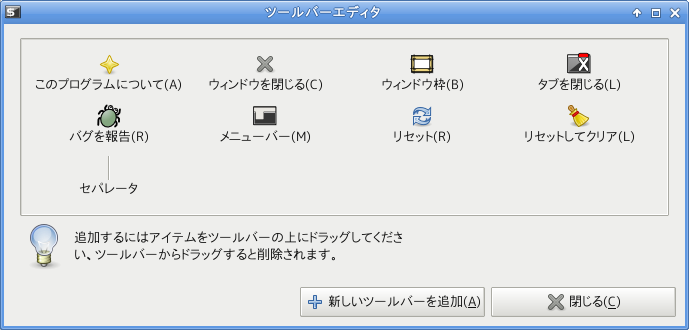 ツールバーエディタ
このプログラムについて(A)
ウィンドウを閉じる(C)
ウィンドウ枠(B)
タブを閉じる(L)
バグを報告(R)
メニューバー(M)
リセット(R)
リセットしてクリア(L)
セパレータ
追加するにはアイテムをツールバーの上にドラッグしてくださ
い、ツールバーからドラッグすると削除されます。
新しいツールバーを追加(A)
閉じる(C)